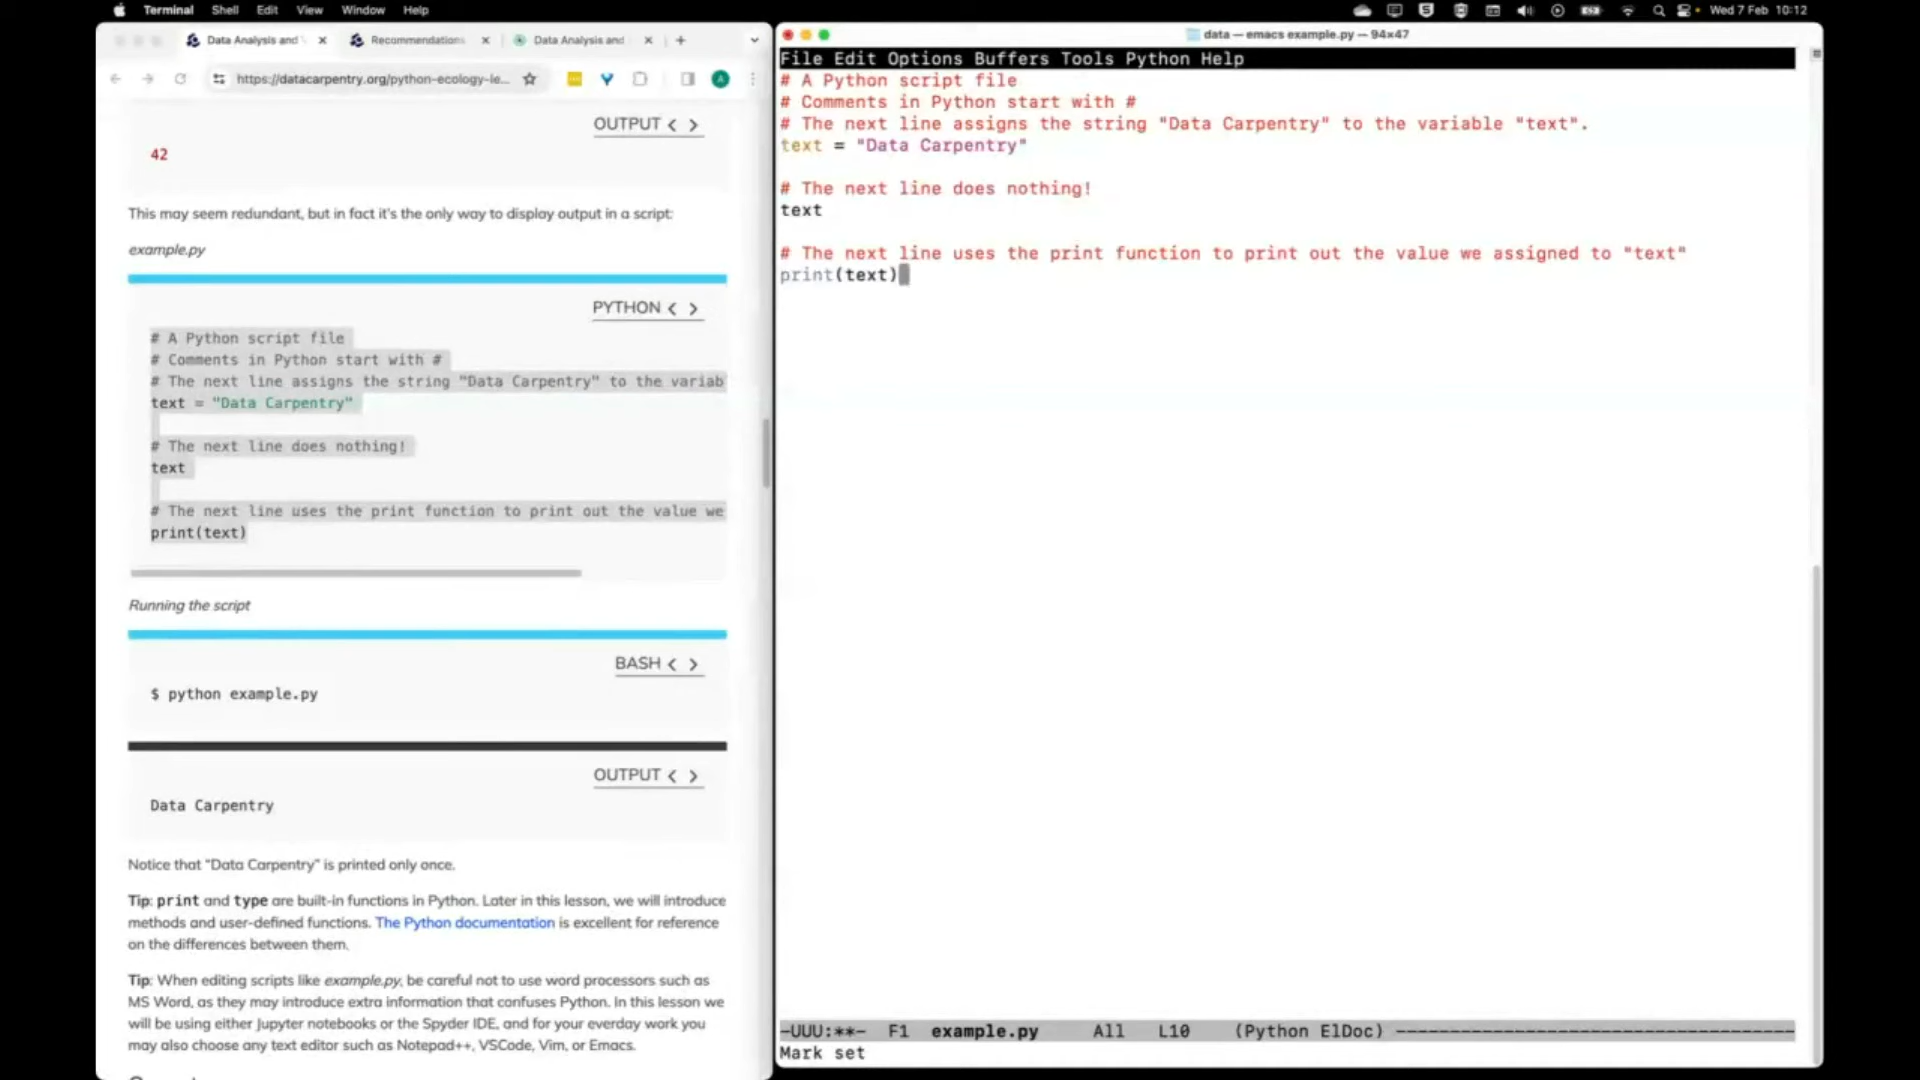 Terminal Shell Edit View Window Help
Wed 7 Feb 10:12
Data Analysis and
Recommendations
Data Analysis and
https://datacarpentry.org/python-ecology-le...
A
OUTPUT < >
42
This may seem redundant, but in fact it's the only way to display output in a script:
example.py
PYTHON < >
# A Python script file
# Comments in Python start with #
# The next line assigns the string "Data Carpentry" to the variab
text = "Data Carpentry"
# The next line does nothing!
text
# The next line uses the print function to print out the value we
print(text)
Running the script
BASH < >
$ python example.py
OUTPUT < >
Data Carpentry
Notice that "Data Carpentry" is printed only once.
Tip: print and type are built-in functions in Python. Later in this lesson, we will introduce
methods and user-defined functions. The Python documentation is excellent for reference
on the differences between them.
Tip: When editing scripts like example.py, be careful not to use word processors such as
MS Word, as they may introduce extra information that confuses Python. In this lesson we
will be using either Jupyter notebooks or the Spyder IDE, and for your everday work you
may also choose any text editor such as Notepad++, VSCode, Vim, or Emacs.
data — emacs example.py — 94×47
File Edit Options Buffers Tools Python Help
# A Python script file
# Comments in Python start with #
# The next line assigns the string "Data Carpentry" to the variable "text".
text = "Data Carpentry"
# The next line does nothing!
text
# The next line uses the print function to print out the value we assigned to "text"
print(text)
-UUU:**- F1 example.py All L10 (Python ElDoc) ---------------------------------------------
Mark set